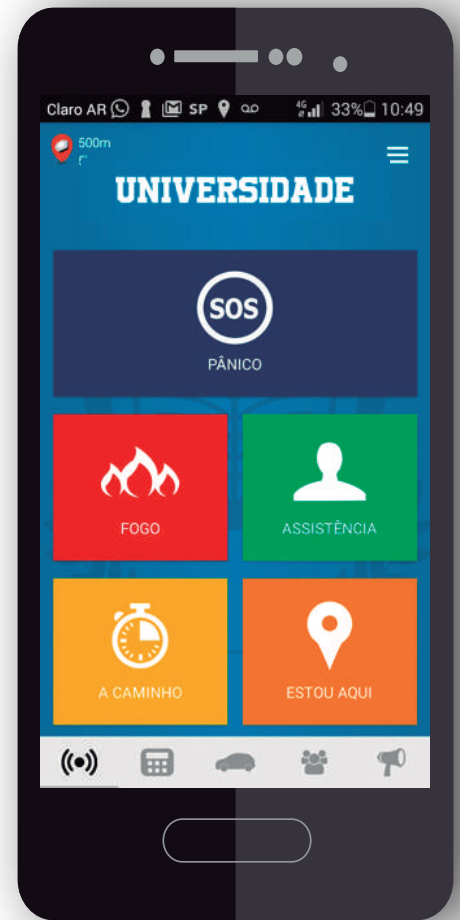 Claro AR SP 4G 33% 10:49
500m
UNIVERSIDADE
SOS
PÂNICO
FOGO
ASSISTÊNCIA
A CAMINHO
ESTOU AQUI